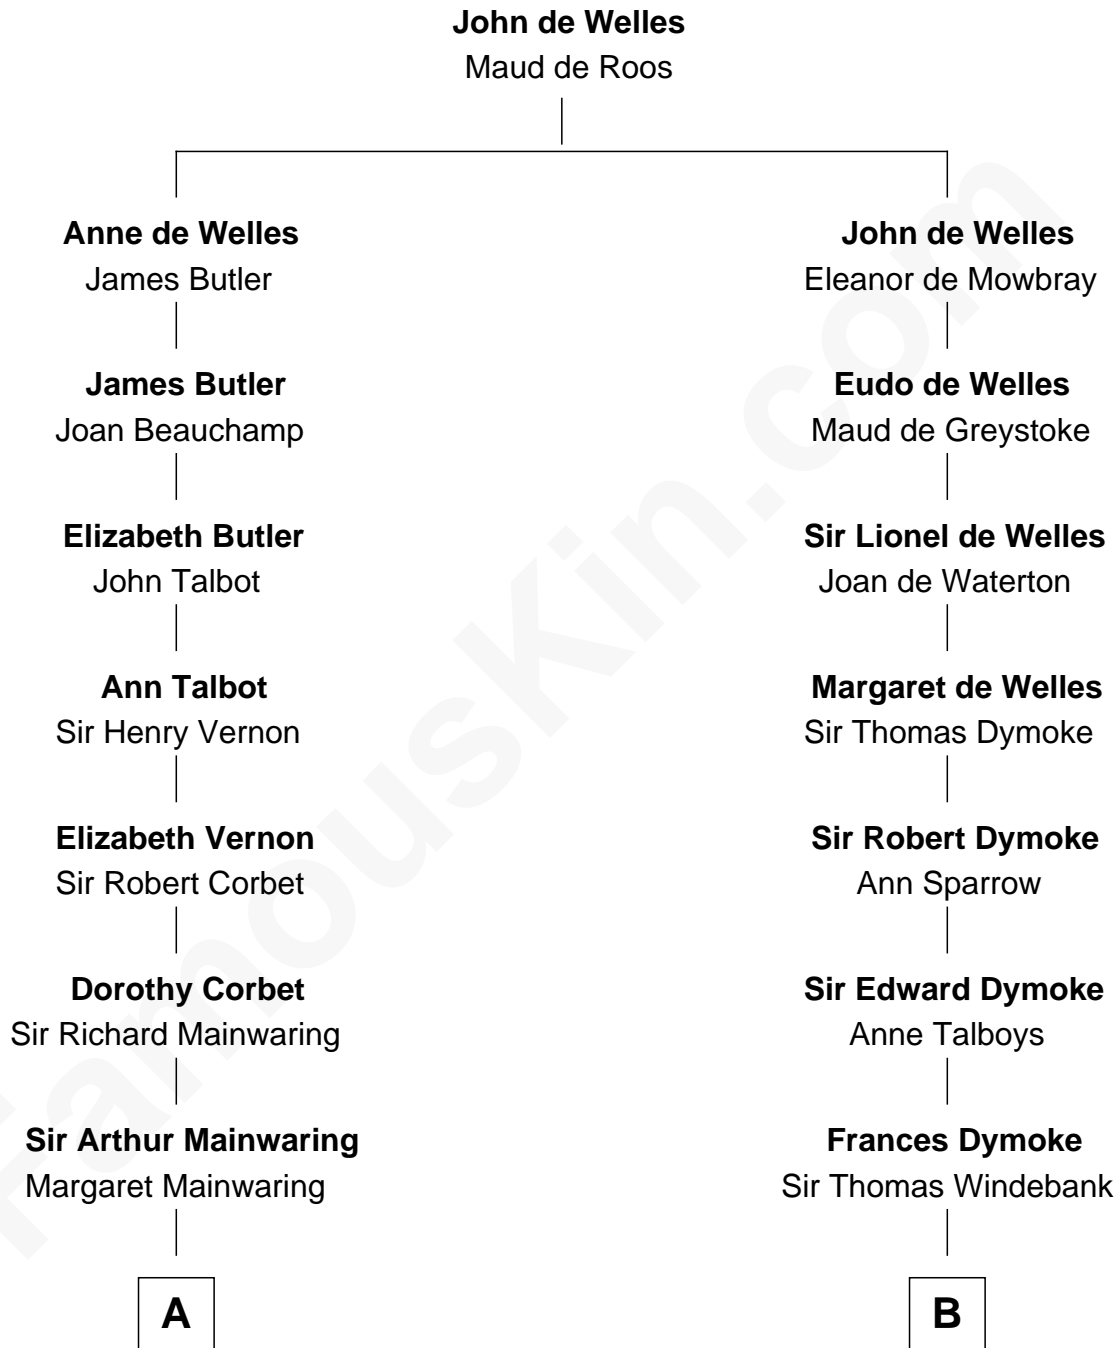 John de Welles
Maud de Roos
Anne de Welles
James Butler
John de Welles
Eleanor de Mowbray
James Butler
Joan Beauchamp
Eudo de Welles
Maud de Greystoke
Elizabeth Butler
John Talbot
Sir Lionel de Welles
Joan de Waterton
Ann Talbot
Sir Henry Vernon
Margaret de Welles
Sir Thomas Dymoke
Elizabeth Vernon
Sir Robert Corbet
Sir Robert Dymoke
Ann Sparrow
Dorothy Corbet
Sir Richard Mainwaring
Sir Edward Dymoke
Anne Talboys
Sir Arthur Mainwaring
Margaret Mainwaring
Frances Dymoke
Sir Thomas Windebank
A
B
FamousKin.com